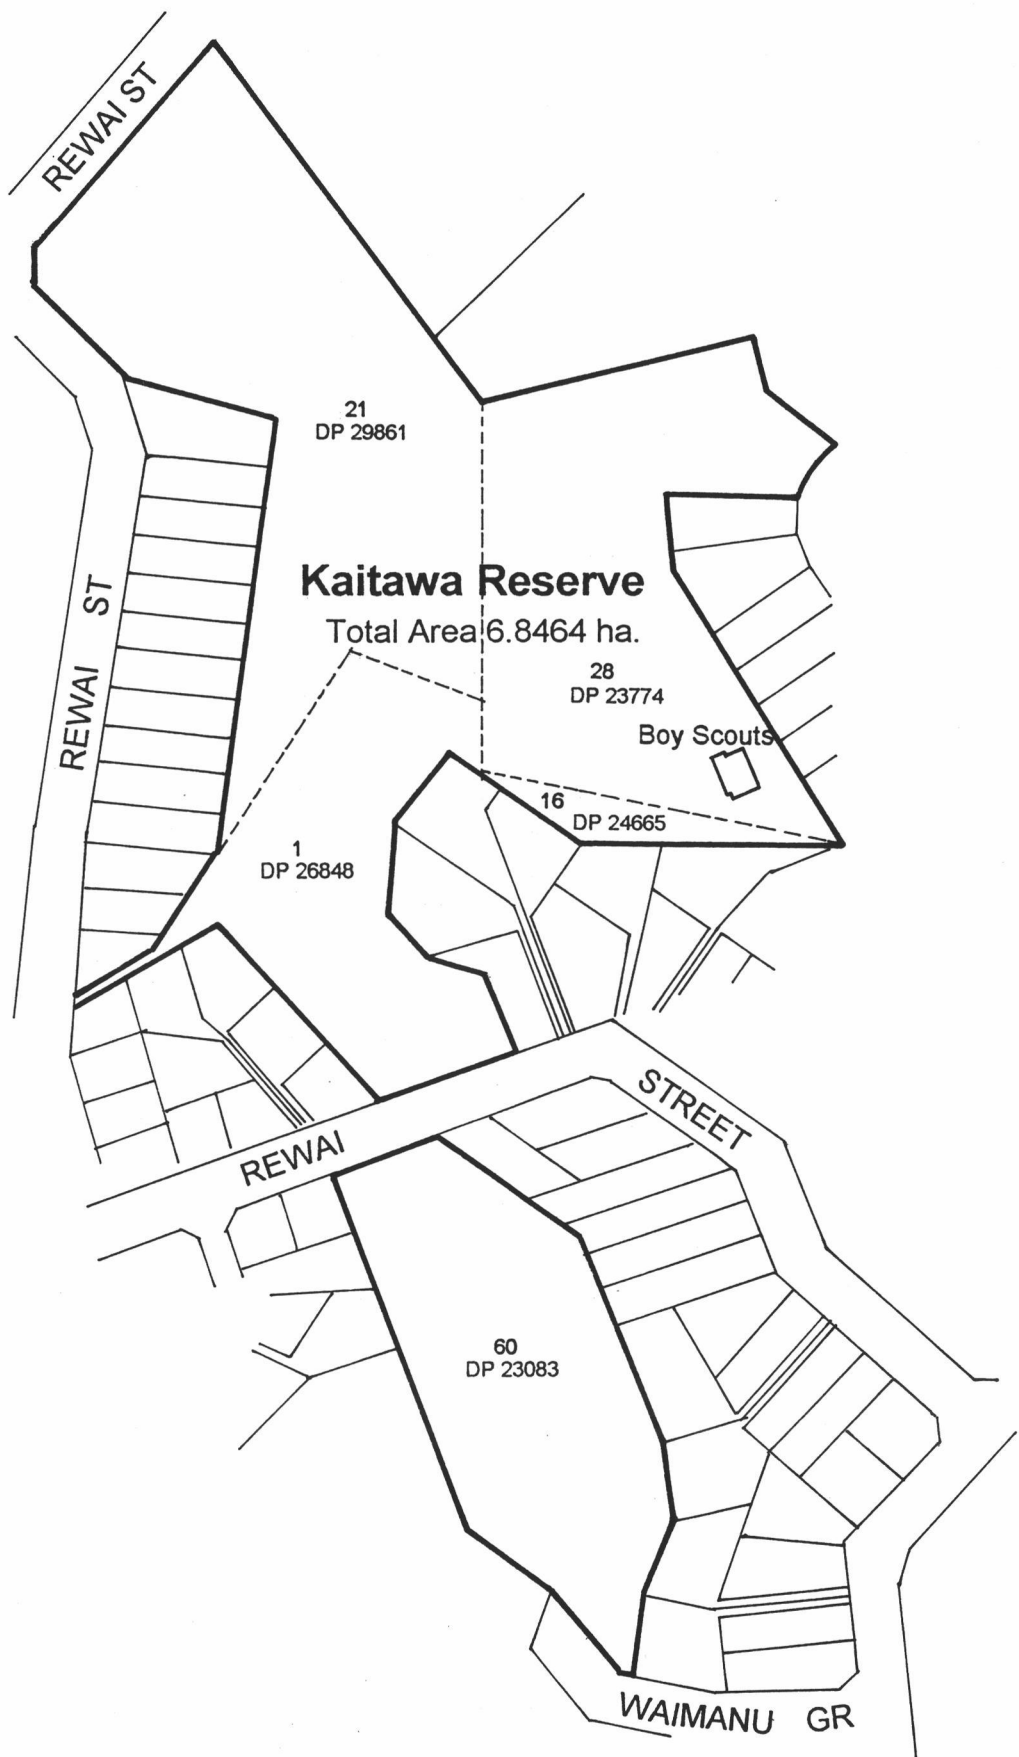 REWAI ST
21
DP 29861
Kaitawa Reserve
Total Area 6.8464 ha.
REWAI ST
28
DP 23774
Boy Scouts
16
DP 24665
1
DP 26848
STREET
REWAI
60
DP 23083
WAIMANU GR